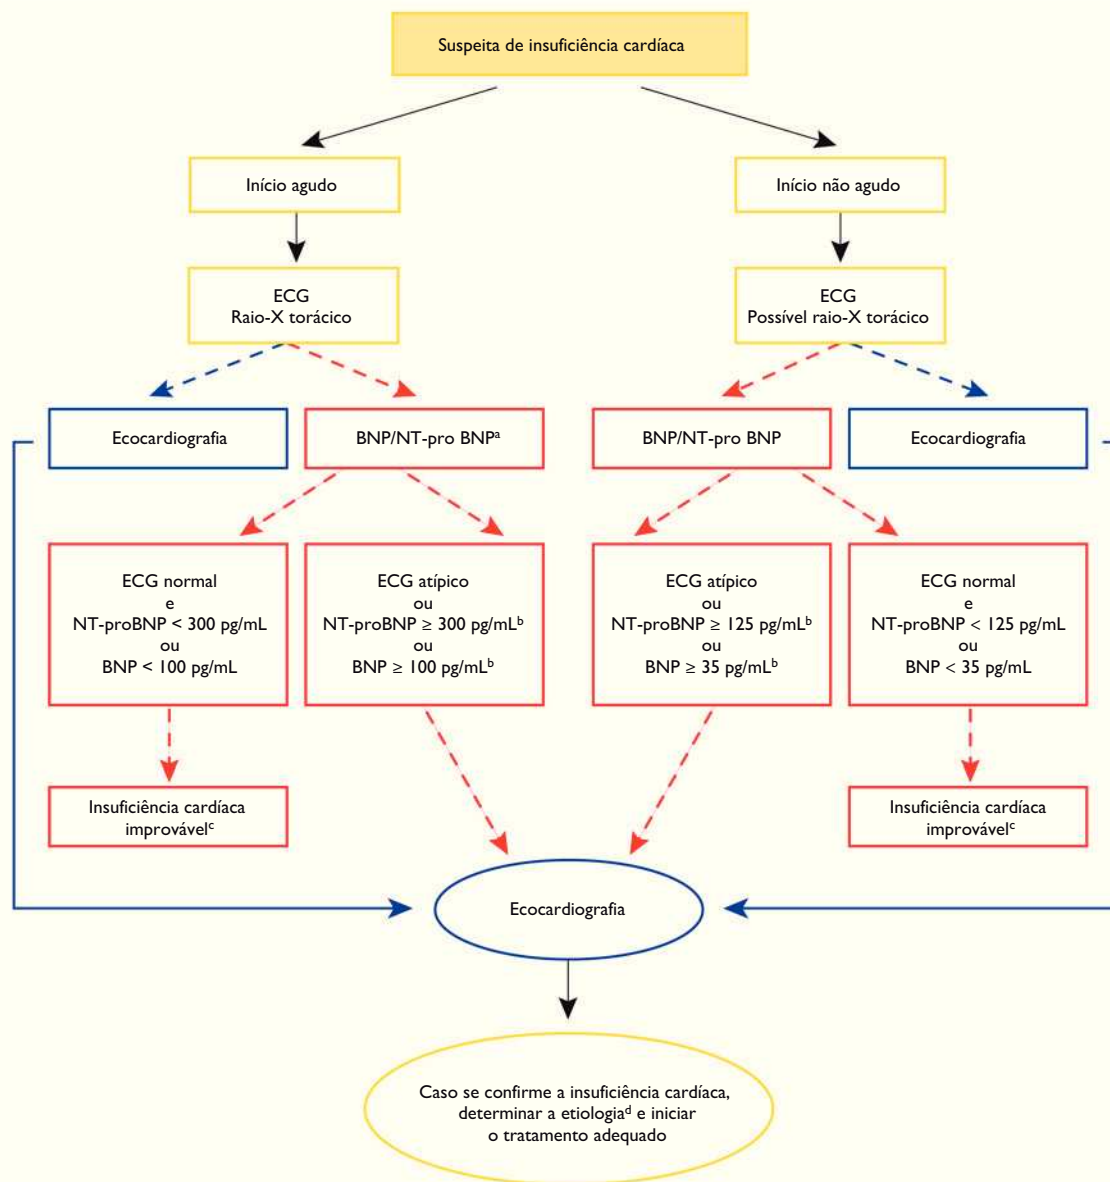 Suspeita de insuficiência cardíaca
Início agudo
Início não agudo
ECG
Raio-X torácico
ECG
Possível raio-X torácico
Ecocardiografia
BNP/NT-pro BNPᵃ
BNP/NT-pro BNP
Ecocardiografia
ECG normal
e
NT-proBNP < 300 pg/mL
ou
BNP < 100 pg/mL
ECG atípico
ou
NT-proBNP ≥ 300 pg/mLᵇ
ou
BNP ≥ 100 pg/mLᵇ
ECG atípico
ou
NT-proBNP ≥ 125 pg/mLᵇ
ou
BNP ≥ 35 pg/mLᵇ
ECG normal
e
NT-proBNP < 125 pg/mL
ou
BNP < 35 pg/mL
Insuficiência cardíaca
improvávelᶜ
Insuficiência cardíaca
improvávelᶜ
Ecocardiografia
Caso se confirme a insuficiência cardíaca,
determinar a etiologiaᵈ e iniciar
o tratamento adequado